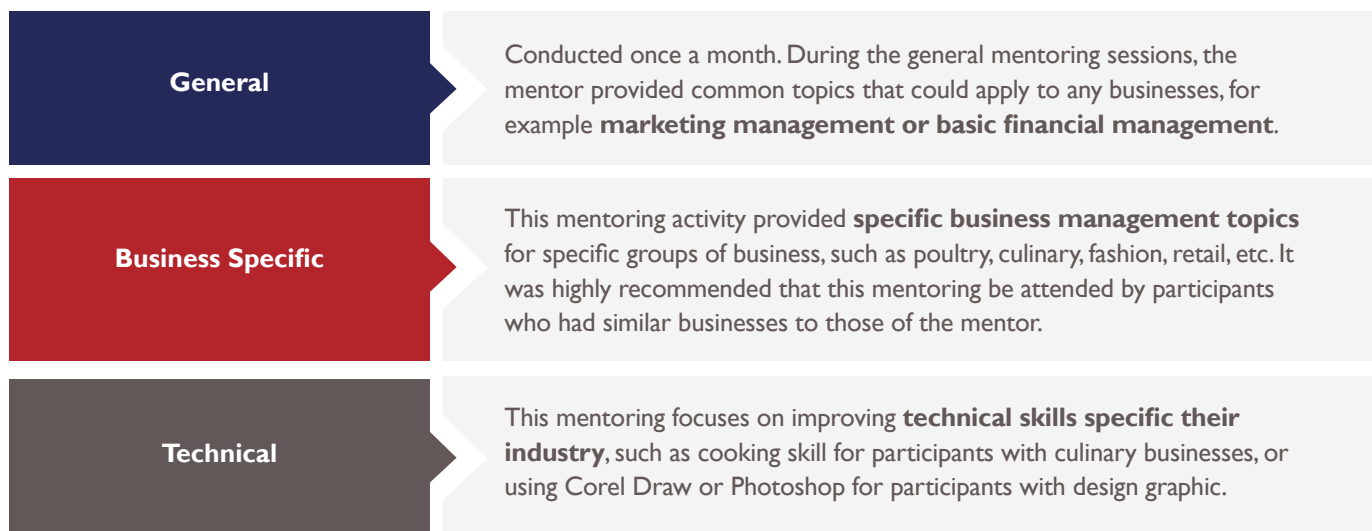 General
Conducted once a month. During the general mentoring sessions, the
mentor provided common topics that could apply to any businesses, for
example marketing management or basic financial management.
Business Specific
This mentoring activity provided specific business management topics
for specific groups of business, such as poultry, culinary, fashion, retail, etc. It
was highly recommended that this mentoring be attended by participants
who had similar businesses to those of the mentor.
Technical
This mentoring focuses on improving technical skills specific their
industry, such as cooking skill for participants with culinary businesses, or
using Corel Draw or Photoshop for participants with design graphic.